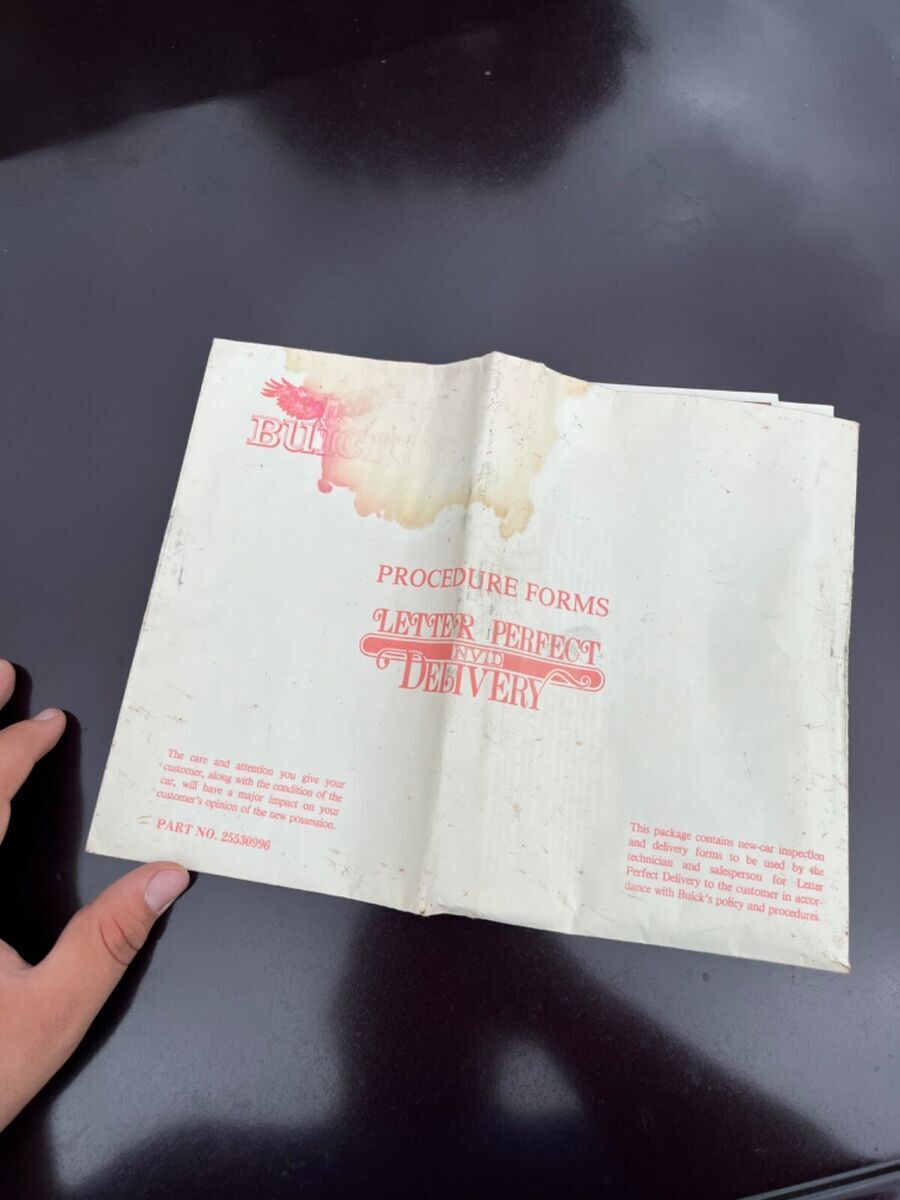 BUICK
PROCEDURE FORMS
LETTER PERFECT
NVID
DELIVERY
The care and attention you give your
customer, along with the condition of the
car, will have a major impact on your
customer's opinion of the new possession.
PART NO. 25530996
This package contains new-car inspection
and delivery forms to be used by the
technician and salesperson for Letter
Perfect Delivery to the customer in accor-
dance with Buick's policy and procedures.